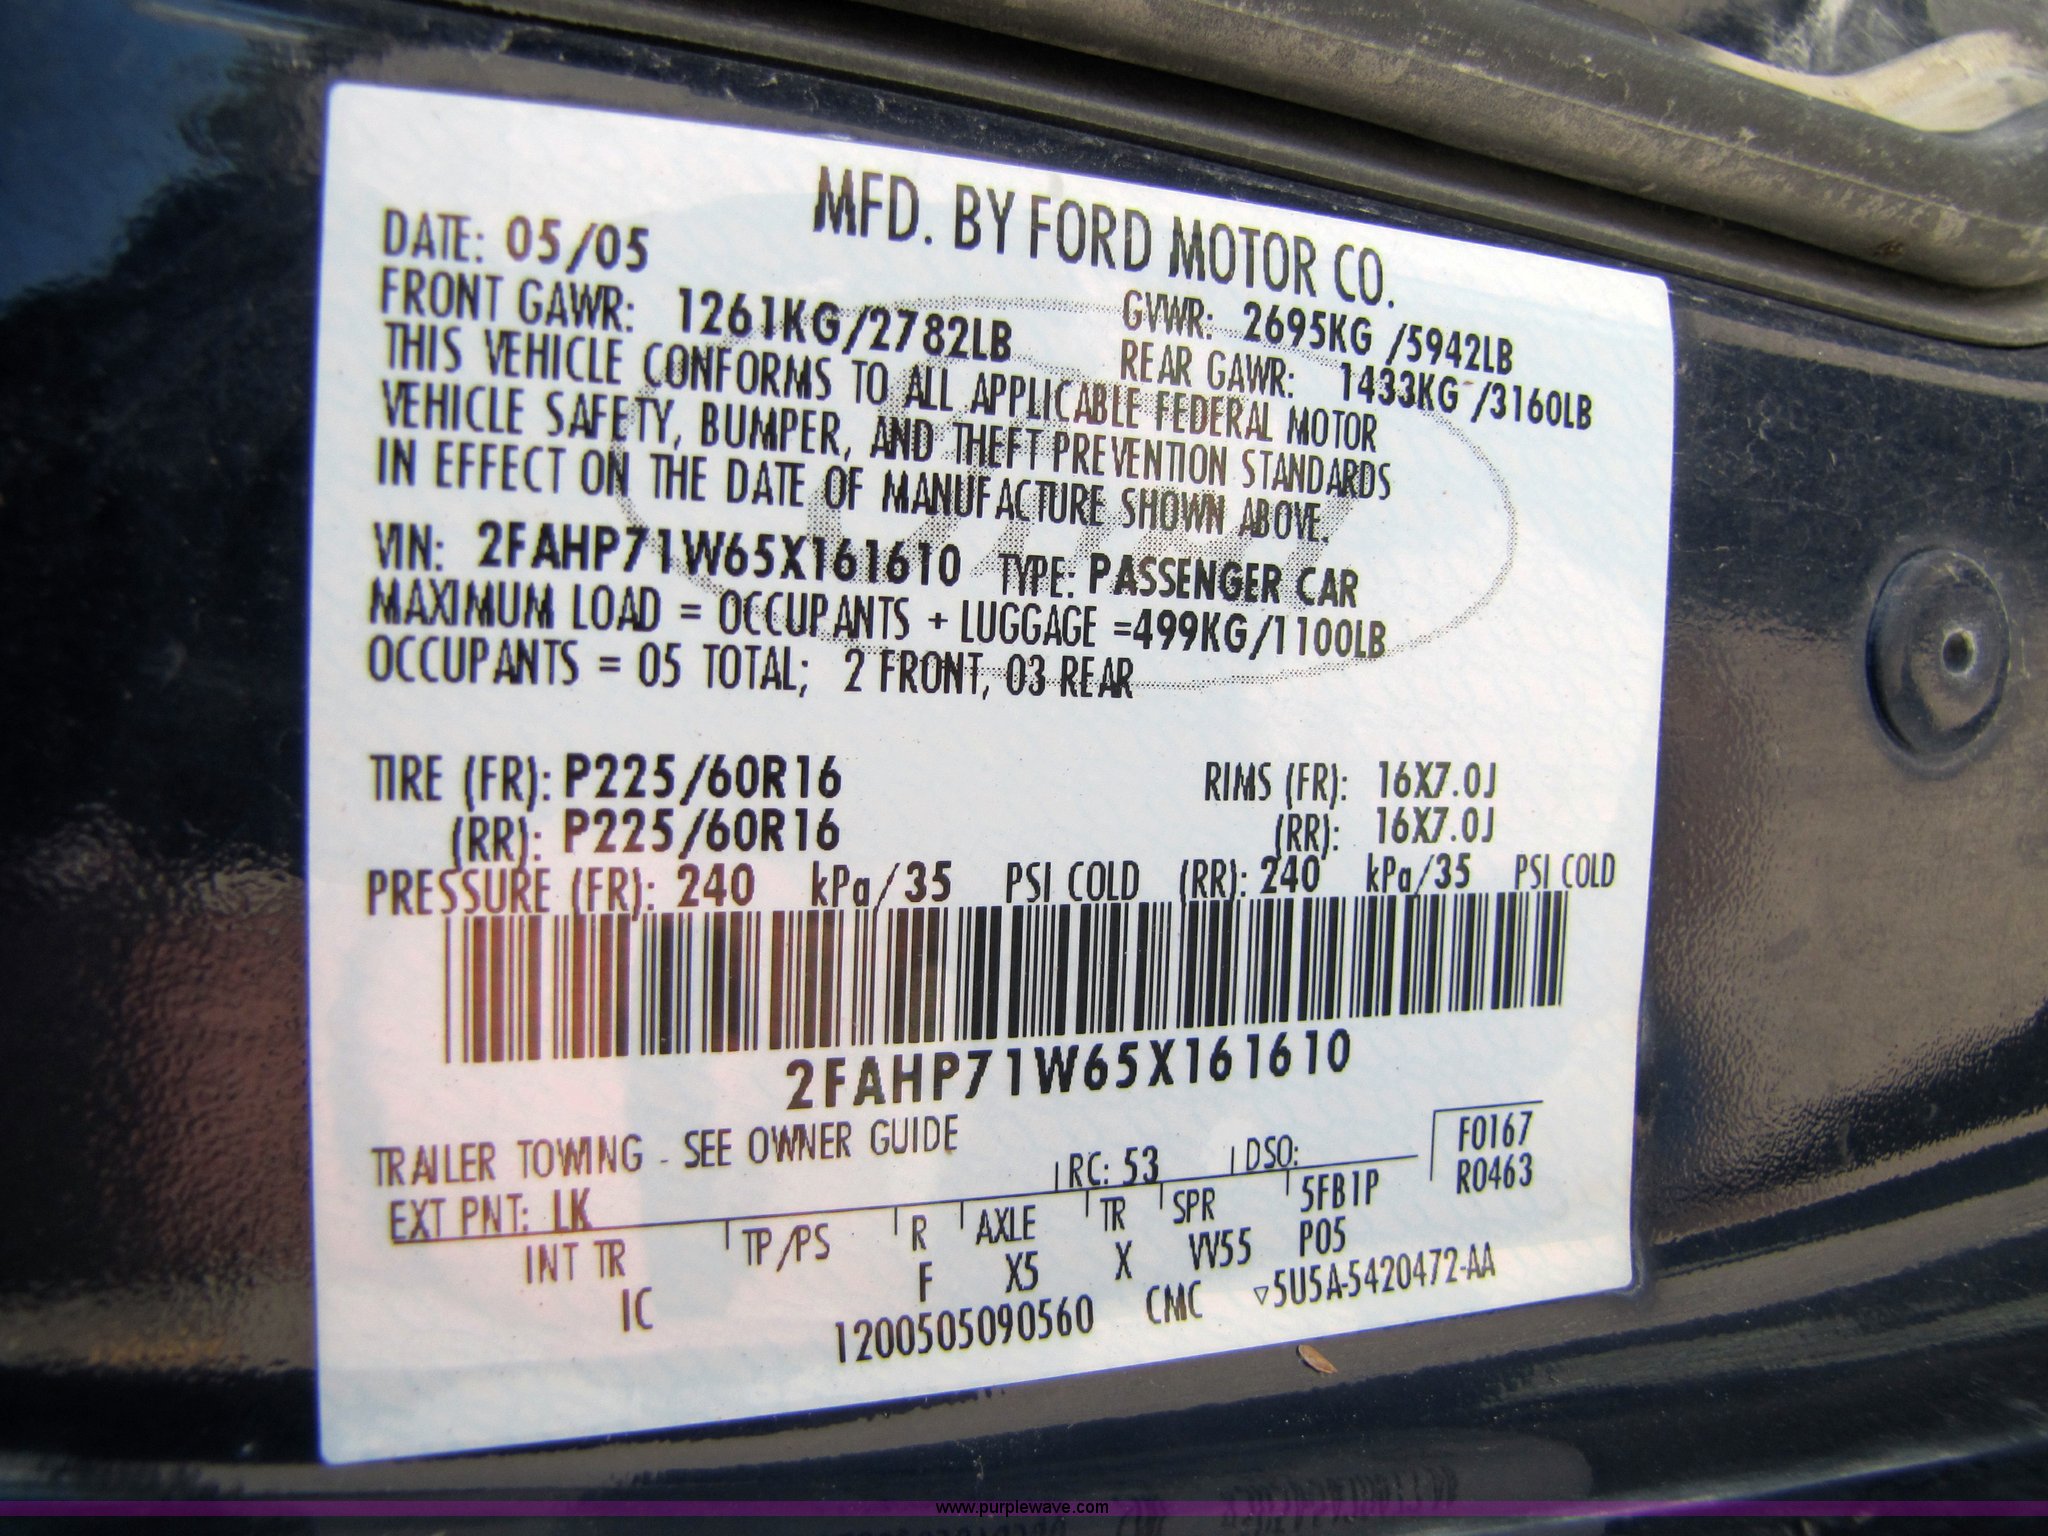 MFD. BY FORD MOTOR CO.
DATE: 05/05
GVWR: 2695KG /5942LB
FRONT GAWR: 1261KG/2782LB
REAR GAWR: 1433KG /3160LB
THIS VEHICLE CONFORMS TO ALL APPLICABLE FEDERAL MOTOR
VEHICLE SAFETY, BUMPER, AND THEFT PREVENTION STANDARDS
IN EFFECT ON THE DATE OF MANUFACTURE SHOWN ABOVE.
VIN: 2FAHP71W65X161610 TYPE: PASSENGER CAR
MAXIMUM LOAD = OCCUPANTS + LUGGAGE =499KG/1100LB
OCCUPANTS = 05 TOTAL; 2 FRONT, 03 REAR
TIRE (FR): P225/60R16 RIMS (FR): 16X7.0J
(RR): P225/60R16 (RR): 16X7.0J
PRESSURE (FR): 240 kPa/35 PSI COLD (RR): 240 kPa/35 PSI COLD
2FAHP71W65X161610
TRAILER TOWING - SEE OWNER GUIDE
F0167
R0463
EXT PNT: LK RC: 53 DSO:
INT TR TP/PS R AXLE TR SPR 5FB1P
IC F X5 X VV55 P05
1200505090560 CMC ▽5U5A-5420472-AA
www.purplewave.com